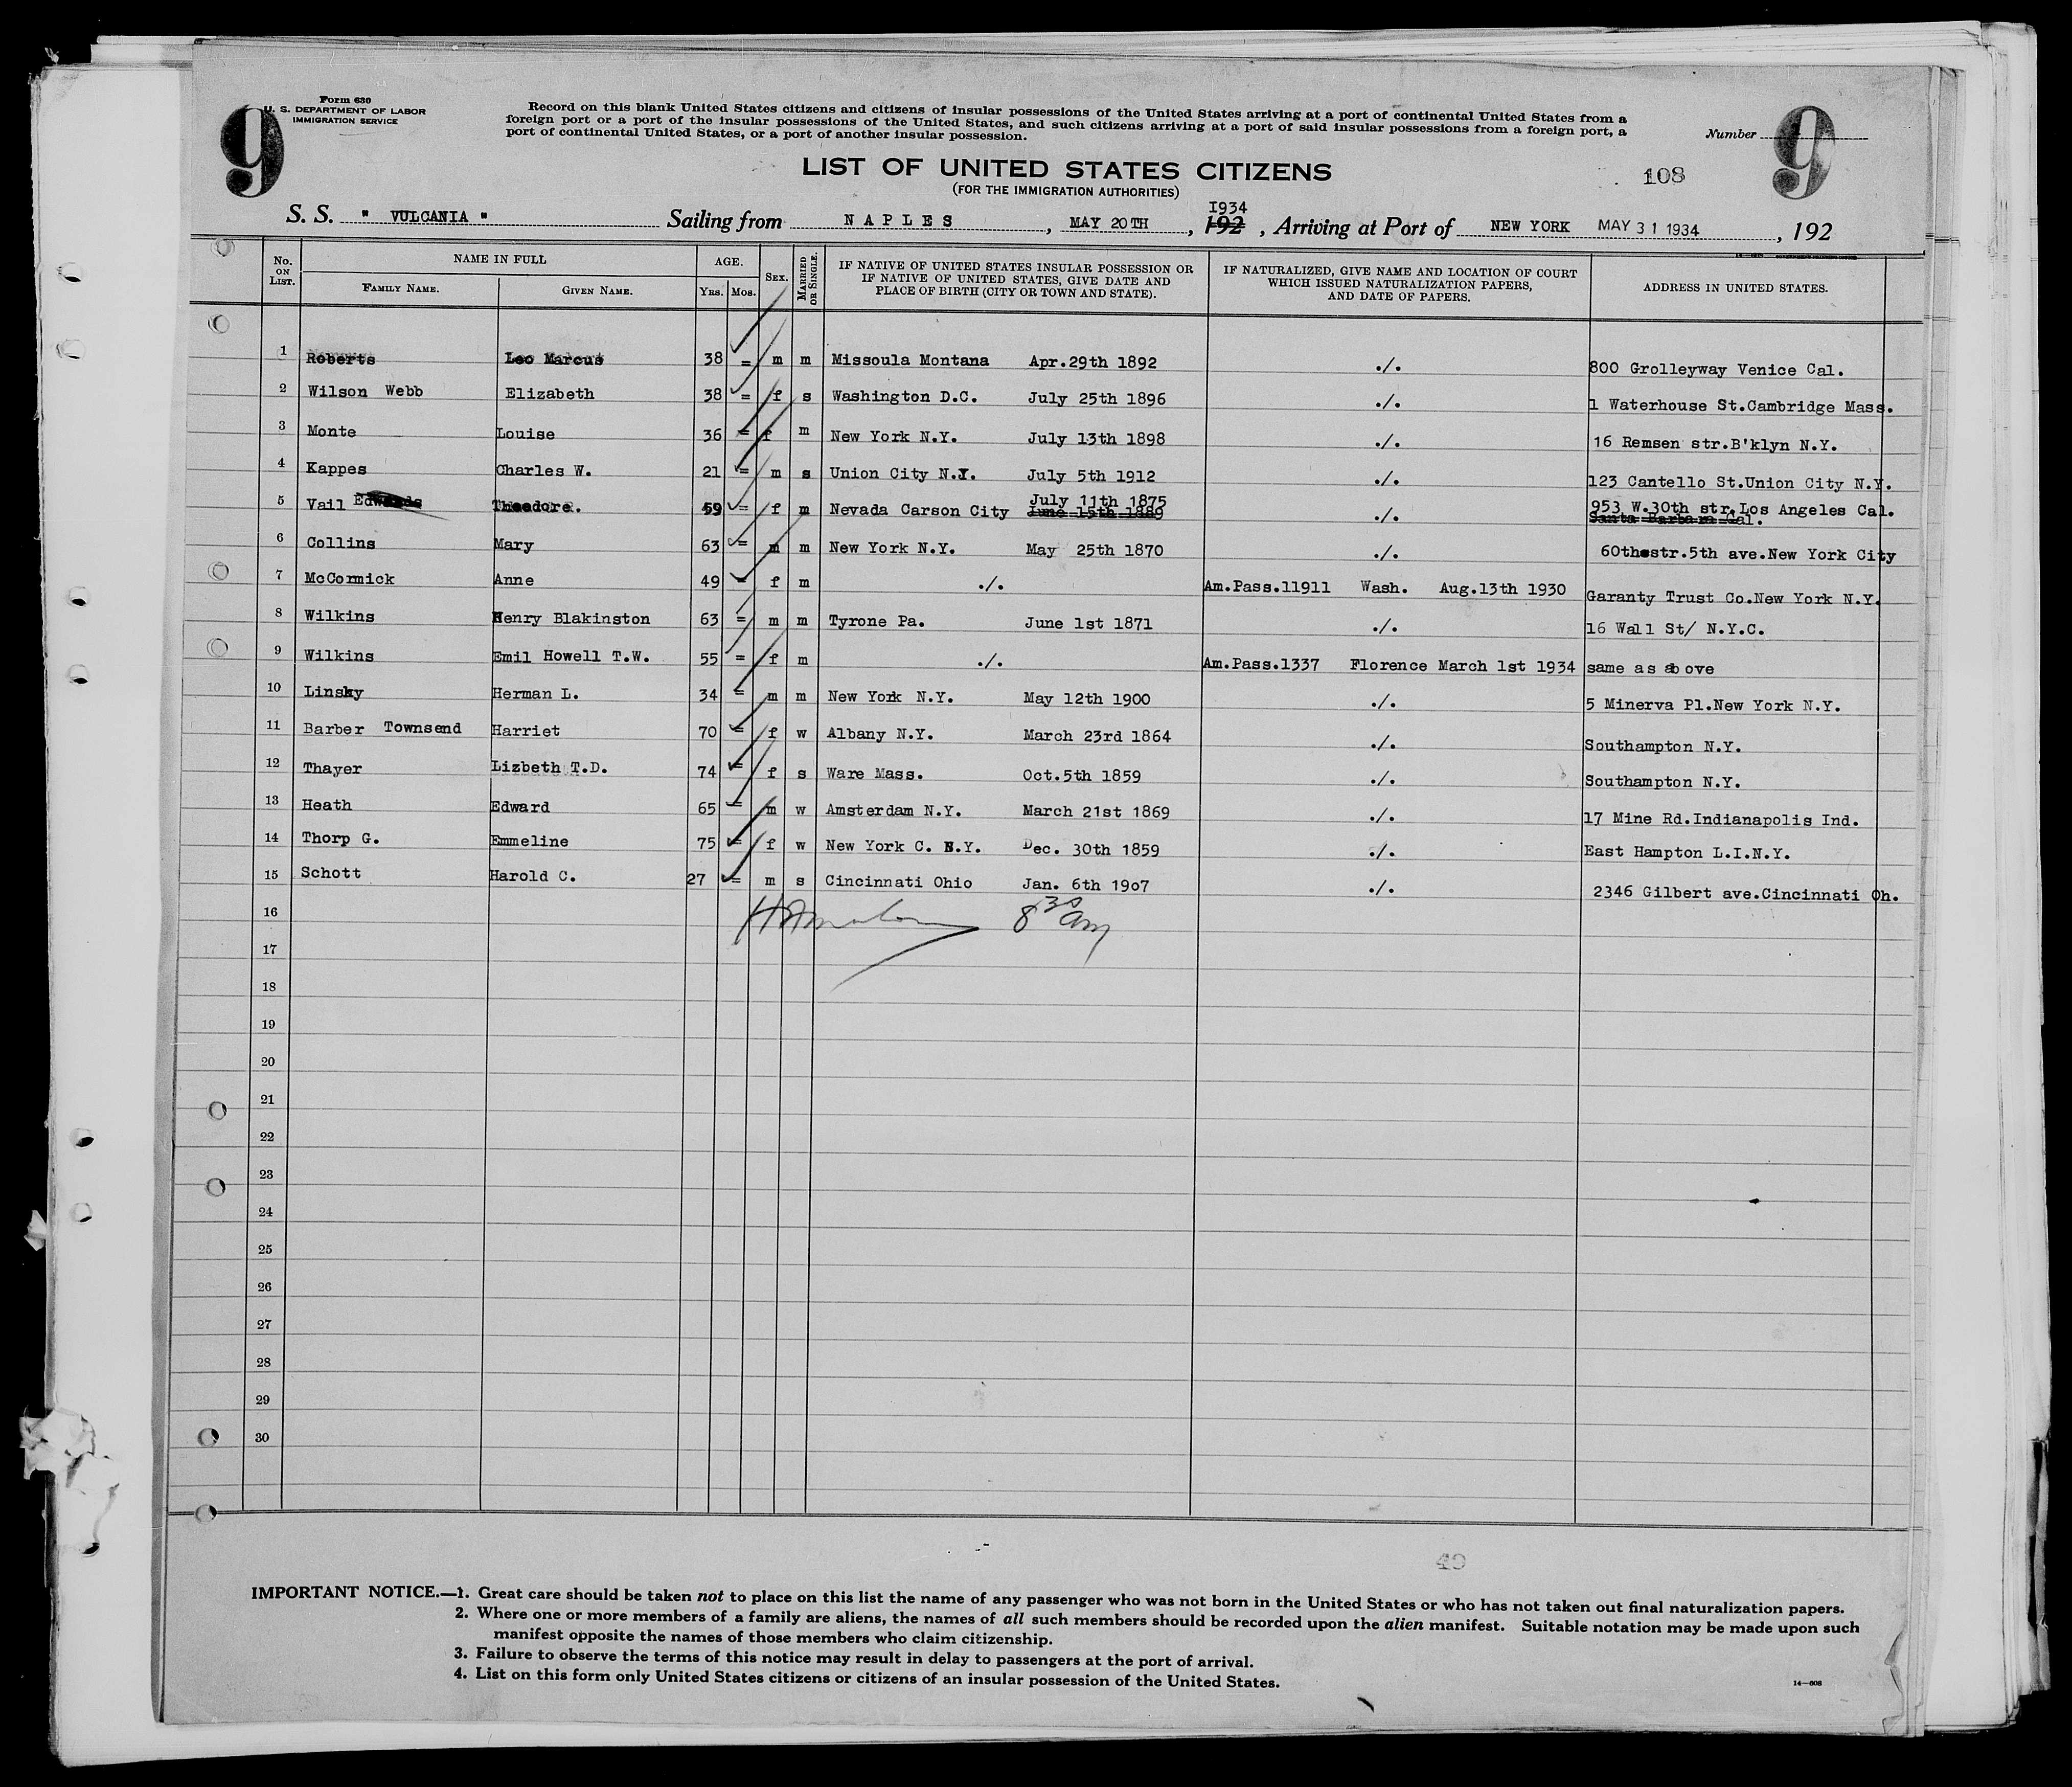 9
Form 630
U. S. DEPARTMENT OF LABOR
IMMIGRATION SERVICE
Record on this blank United States citizens and citizens of insular possessions of the United States arriving at a port of continental United States from a
foreign port or a port of the insular possessions of the United States, and such citizens arriving at a port of said insular possessions from a foreign port, a
port of continental United States, or a port of another insular possession.
Number
9
LIST OF UNITED STATES CITIZENS
(FOR THE IMMIGRATION AUTHORITIES)
108
S. S. " VULCANIA " Sailing from NAPLES, MAY 20TH, 192 I934, Arriving at Port of NEW YORK MAY 31 1934, 192
No. ON LIST. NAME IN FULL FAMILY NAME. GIVEN NAME. AGE. YRS. MOS. SEX. MARRIED OR SINGLE. IF NATIVE OF UNITED STATES INSULAR POSSESSION OR IF NATIVE OF UNITED STATES, GIVE DATE AND PLACE OF BIRTH (CITY OR TOWN AND STATE). IF NATURALIZED, GIVE NAME AND LOCATION OF COURT WHICH ISSUED NATURALIZATION PAPERS, AND DATE OF PAPERS. ADDRESS IN UNITED STATES.
1 Roberts Leo Marcus 38 = m m Missoula Montana Apr.29th 1892 ./. 800 Grolleyway Venice Cal.
2 Wilson Webb Elizabeth 38 = f s Washington D.C. July 25th 1896 ./. 1 Waterhouse St.Cambridge Mass.
3 Monte Louise 36 = f m New York N.Y. July 13th 1898 ./. 16 Remsen str.B'klyn N.Y.
4 Kappes Charles W. 21 = m s Union City N.Y. July 5th 1912 ./. 123 Cantello St.Union City N.Y.
5 Vail Edwards Theodore. 59 = f m Nevada Carson City July 11th 1875 June 15th 1889 ./. 953 W.30th str.Los Angeles Cal. Santa Barbara Cal.
6 Collins Mary 63 = m m New York N.Y. May 25th 1870 ./. 60thestr.5th ave.New York City
7 McCormick Anne 49 = f m ./. Am.Pass.11911 Wash. Aug.13th 1930 Garanty Trust Co.New York N.Y.
8 Wilkins Henry Blakinston 63 = m m Tyrone Pa. June 1st 1871 ./. 16 Wall St/ N.Y.C.
9 Wilkins Emil Howell T.W. 55 = f m ./. Am.Pass.1337 Florence March 1st 1934 same as above
10 Linsky Herman L. 34 = m m New York N.Y. May 12th 1900 ./. 5 Minerva Pl.New York N.Y.
11 Barber Townsend Harriet 70 = f w Albany N.Y. March 23rd 1864 ./. Southampton N.Y.
12 Thayer Lizbeth T.D. 74 = f s Ware Mass. Oct.5th 1859 ./. Southampton N.Y.
13 Heath Edward 65 = m w Amsterdam N.Y. March 21st 1869 ./. 17 Mine Rd.Indianapolis Ind.
14 Thorp G. Emmeline 75 = f w New York C. N.Y. Dec. 30th 1859 ./. East Hampton L.I.N.Y.
15 Schott Harold C. 27 = m s Cincinnati Ohio Jan. 6th 1907 ./. 2346 Gilbert ave.Cincinnati Oh.
16 8 30 am
17
18
19
20
21
22
23
24
25
26
27
28
29
30
40
IMPORTANT NOTICE.—1. Great care should be taken not to place on this list the name of any passenger who was not born in the United States or who has not taken out final naturalization papers.
2. Where one or more members of a family are aliens, the names of all such members should be recorded upon the alien manifest. Suitable notation may be made upon such
manifest opposite the names of those members who claim citizenship.
3. Failure to observe the terms of this notice may result in delay to passengers at the port of arrival.
4. List on this form only United States citizens or citizens of an insular possession of the United States.
14—608